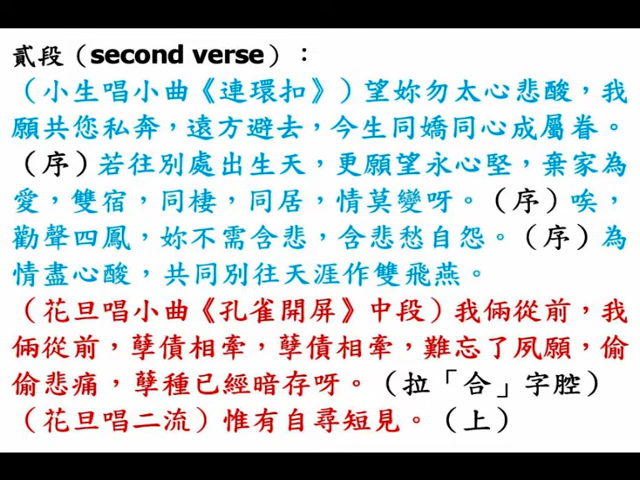 貳段（second verse）：
（小生唱小曲《連環扣》）望妳勿太心悲酸，我
願共您私奔，遠方避去，今生同嬌同心成屬眷。
（序）若往別處出生天，更願望永心堅，棄家為
愛，雙宿，同棲，同居，情莫變呀。（序）唉，
勸聲四鳳，妳不需含悲，含悲愁自怨。（序）為
情盡心酸，共同別往天涯作雙飛燕。
（花旦唱小曲《孔雀開屏》中段）我倆從前，我
倆從前，孽債相牽，孽債相牽，難忘了夙願，偷
偷悲痛，孽種已經暗存呀。（拉「合」字腔）
（花旦唱二流）惟有自尋短見。（上）